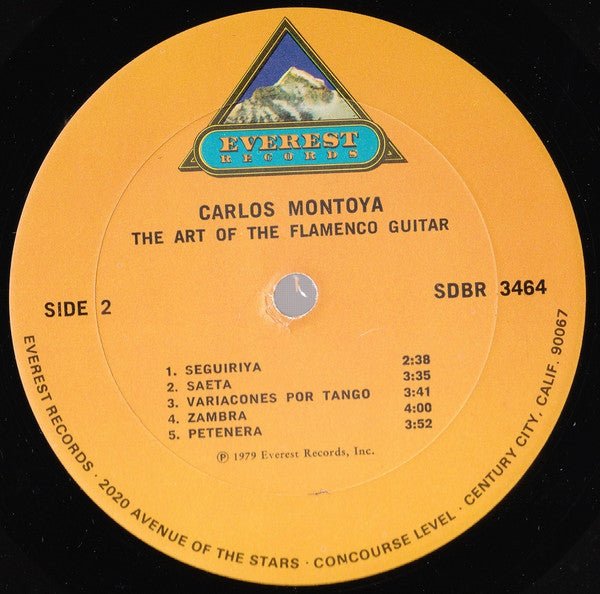 EVEREST
RECORDS
CARLOS MONTOYA
THE ART OF THE FLAMENCO GUITAR
SIDE 2
SDBR 3464
1. SEGUIRIYA 2:38
2. SAETA 3:35
3. VARIACONES POR TANGO 3:41
4. ZAMBRA 4:00
5. PETENERA 3:52
Ⓟ 1979 Everest Records, Inc.
EVEREST RECORDS · 2020 AVENUE OF THE STARS · CONCOURSE LEVEL · CENTURY CITY, CALIF. 90067